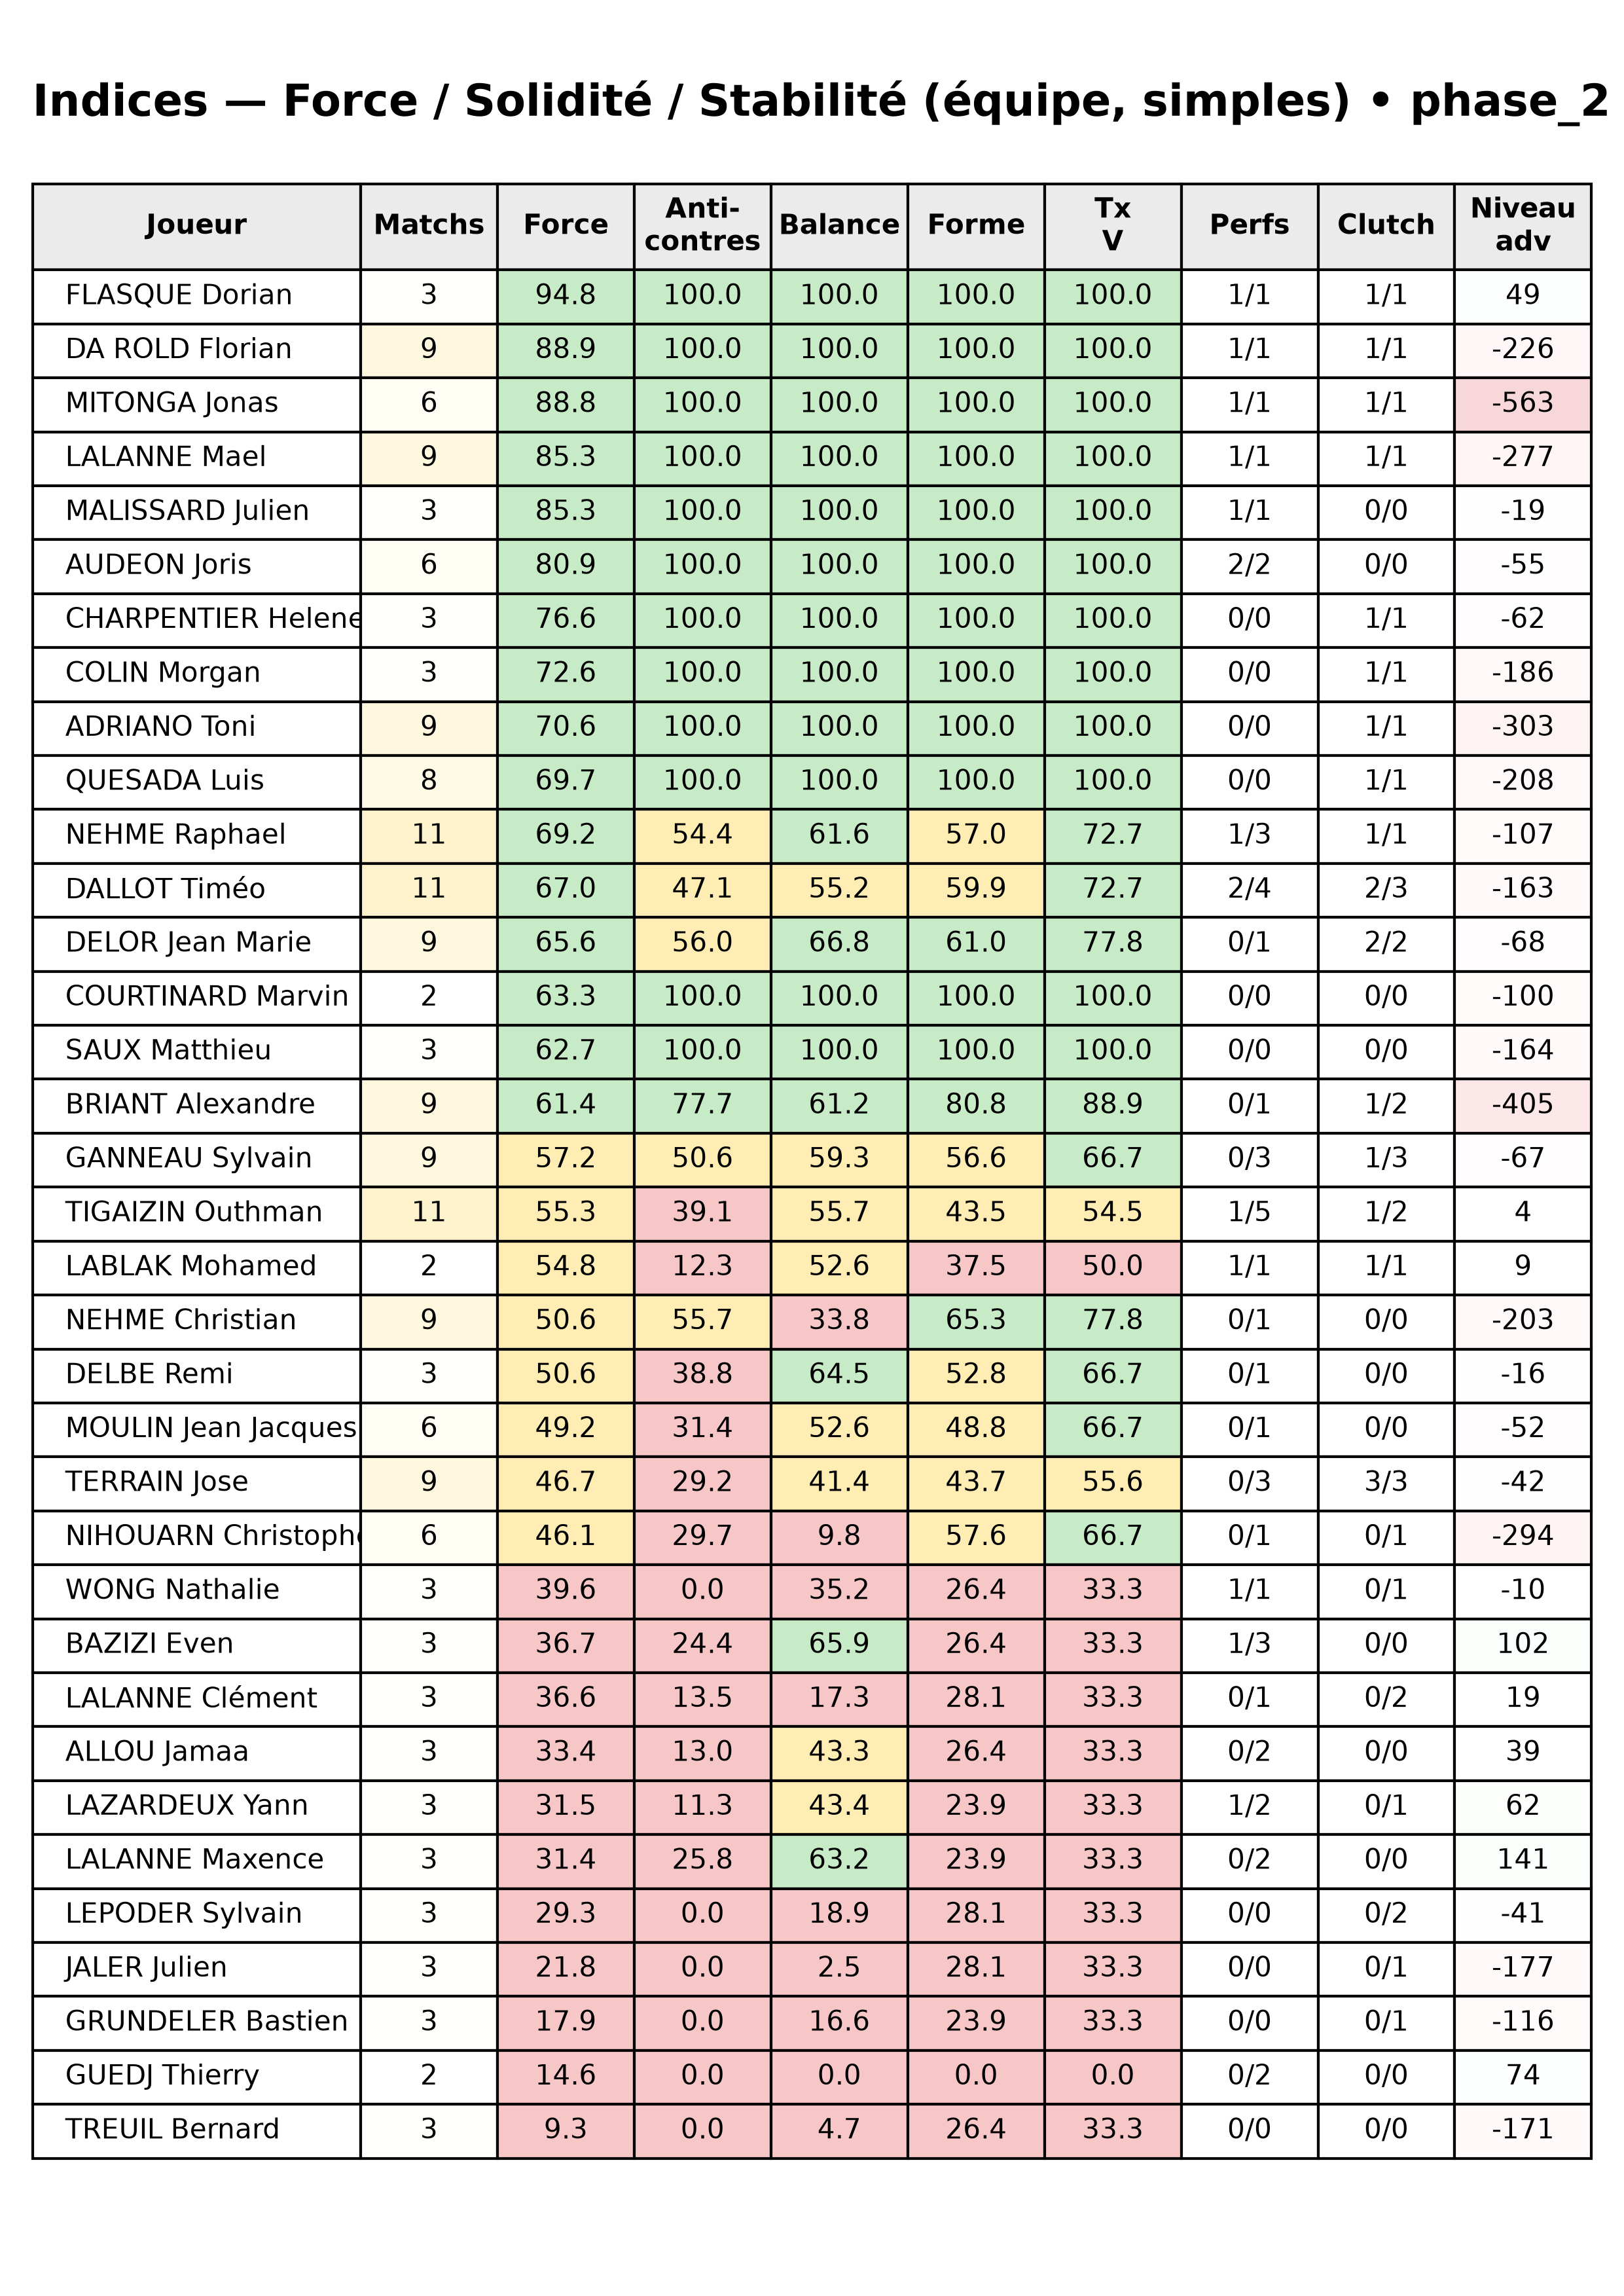 Indices — Force / Solidité / Stabilité (équipe, simples) • phase_2
Joueur Matchs Force Anti-contres Balance Forme Tx V Perfs Clutch Niveau adv
FLASQUE Dorian 3 94.8 100.0 100.0 100.0 100.0 1/1 1/1 49
DA ROLD Florian 9 88.9 100.0 100.0 100.0 100.0 1/1 1/1 -226
MITONGA Jonas 6 88.8 100.0 100.0 100.0 100.0 1/1 1/1 -563
LALANNE Mael 9 85.3 100.0 100.0 100.0 100.0 1/1 1/1 -277
MALISSARD Julien 3 85.3 100.0 100.0 100.0 100.0 1/1 0/0 -19
AUDEON Joris 6 80.9 100.0 100.0 100.0 100.0 2/2 0/0 -55
CHARPENTIER Helene 3 76.6 100.0 100.0 100.0 100.0 0/0 1/1 -62
COLIN Morgan 3 72.6 100.0 100.0 100.0 100.0 0/0 1/1 -186
ADRIANO Toni 9 70.6 100.0 100.0 100.0 100.0 0/0 1/1 -303
QUESADA Luis 8 69.7 100.0 100.0 100.0 100.0 0/0 1/1 -208
NEHME Raphael 11 69.2 54.4 61.6 57.0 72.7 1/3 1/1 -107
DALLOT Timéo 11 67.0 47.1 55.2 59.9 72.7 2/4 2/3 -163
DELOR Jean Marie 9 65.6 56.0 66.8 61.0 77.8 0/1 2/2 -68
COURTINARD Marvin 2 63.3 100.0 100.0 100.0 100.0 0/0 0/0 -100
SAUX Matthieu 3 62.7 100.0 100.0 100.0 100.0 0/0 0/0 -164
BRIANT Alexandre 9 61.4 77.7 61.2 80.8 88.9 0/1 1/2 -405
GANNEAU Sylvain 9 57.2 50.6 59.3 56.6 66.7 0/3 1/3 -67
TIGAIZIN Outhman 11 55.3 39.1 55.7 43.5 54.5 1/5 1/2 4
LABLAK Mohamed 2 54.8 12.3 52.6 37.5 50.0 1/1 1/1 9
NEHME Christian 9 50.6 55.7 33.8 65.3 77.8 0/1 0/0 -203
DELBE Remi 3 50.6 38.8 64.5 52.8 66.7 0/1 0/0 -16
MOULIN Jean Jacques 6 49.2 31.4 52.6 48.8 66.7 0/1 0/0 -52
TERRAIN Jose 9 46.7 29.2 41.4 43.7 55.6 0/3 3/3 -42
NIHOUARN Christophe 6 46.1 29.7 9.8 57.6 66.7 0/1 0/1 -294
WONG Nathalie 3 39.6 0.0 35.2 26.4 33.3 1/1 0/1 -10
BAZIZI Even 3 36.7 24.4 65.9 26.4 33.3 1/3 0/0 102
LALANNE Clément 3 36.6 13.5 17.3 28.1 33.3 0/1 0/2 19
ALLOU Jamaa 3 33.4 13.0 43.3 26.4 33.3 0/2 0/0 39
LAZARDEUX Yann 3 31.5 11.3 43.4 23.9 33.3 1/2 0/1 62
LALANNE Maxence 3 31.4 25.8 63.2 23.9 33.3 0/2 0/0 141
LEPODER Sylvain 3 29.3 0.0 18.9 28.1 33.3 0/0 0/2 -41
JALER Julien 3 21.8 0.0 2.5 28.1 33.3 0/0 0/1 -177
GRUNDELER Bastien 3 17.9 0.0 16.6 23.9 33.3 0/0 0/1 -116
GUEDJ Thierry 2 14.6 0.0 0.0 0.0 0.0 0/2 0/0 74
TREUIL Bernard 3 9.3 0.0 4.7 26.4 33.3 0/0 0/0 -171